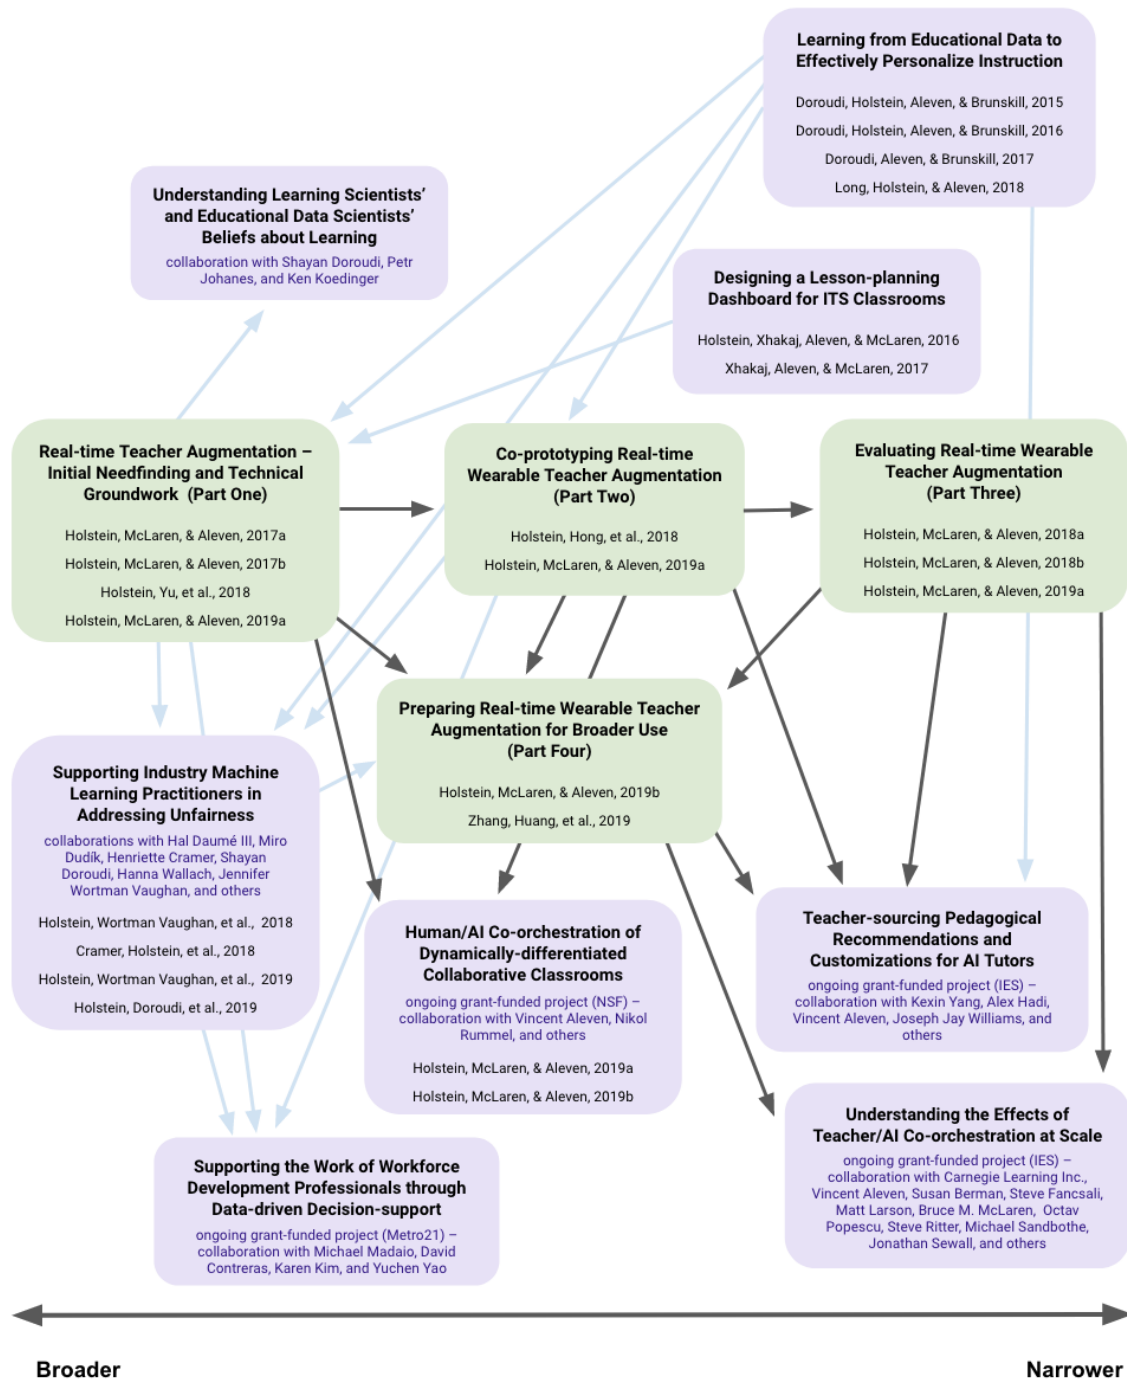 Learning from Educational Data to
Effectively Personalize Instruction
Doroudi, Holstein, Aleven, & Brunskill, 2015
Doroudi, Holstein, Aleven, & Brunskill, 2016
Doroudi, Aleven, & Brunskill, 2017
Long, Holstein, & Aleven, 2018
Understanding Learning Scientists’
and Educational Data Scientists’
Beliefs about Learning
collaboration with Shayan Doroudi, Petr
Johanes, and Ken Koedinger
Designing a Lesson-planning
Dashboard for ITS Classrooms
Holstein, Xhakaj, Aleven, & McLaren, 2016
Xhakaj, Aleven, & McLaren, 2017
Real-time Teacher Augmentation –
Initial Needfinding and Technical
Groundwork (Part One)
Holstein, McLaren, & Aleven, 2017a
Holstein, McLaren, & Aleven, 2017b
Holstein, Yu, et al., 2018
Holstein, McLaren, & Aleven, 2019a
Co-prototyping Real-time
Wearable Teacher Augmentation
(Part Two)
Holstein, Hong, et al., 2018
Holstein, McLaren, & Aleven, 2019a
Evaluating Real-time Wearable
Teacher Augmentation
(Part Three)
Holstein, McLaren, & Aleven, 2018a
Holstein, McLaren, & Aleven, 2018b
Holstein, McLaren, & Aleven, 2019a
Preparing Real-time Wearable Teacher
Augmentation for Broader Use
(Part Four)
Holstein, McLaren, & Aleven, 2019b
Zhang, Huang, et al., 2019
Supporting Industry Machine
Learning Practitioners in
Addressing Unfairness
collaborations with Hal Daumé III, Miro
Dudík, Henriette Cramer, Shayan
Doroudi, Hanna Wallach, Jennifer
Wortman Vaughan, and others
Holstein, Wortman Vaughan, et al., 2018
Cramer, Holstein, et al., 2018
Holstein, Wortman Vaughan, et al., 2019
Holstein, Doroudi, et al., 2019
Human/AI Co-orchestration of
Dynamically-differentiated
Collaborative Classrooms
ongoing grant-funded project (NSF) –
collaboration with Vincent Aleven, Nikol
Rummel, and others
Holstein, McLaren, & Aleven, 2019a
Holstein, McLaren, & Aleven, 2019b
Teacher-sourcing Pedagogical
Recommendations and
Customizations for AI Tutors
ongoing grant-funded project (IES) –
collaboration with Kexin Yang, Alex Hadi,
Vincent Aleven, Joseph Jay Williams, and
others
Understanding the Effects of
Teacher/AI Co-orchestration at Scale
ongoing grant-funded project (IES) –
collaboration with Carnegie Learning Inc.,
Vincent Aleven, Susan Berman, Steve Fancsali,
Matt Larson, Bruce M. McLaren, Octav
Popescu, Steve Ritter, Michael Sandbothe,
Jonathan Sewall, and others
Supporting the Work of Workforce
Development Professionals through
Data-driven Decision-support
ongoing grant-funded project (Metro21) –
collaboration with Michael Madaio, David
Contreras, Karen Kim, and Yuchen Yao
Broader
Narrower